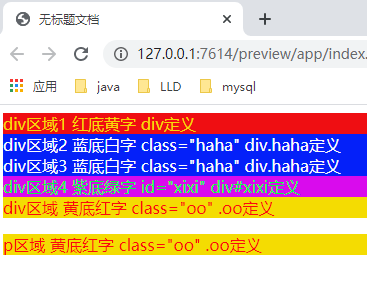 无标题文档
127.0.0.1:7614/preview/app/index.
应用 java LLD mysql
div区域1 红底黄字 div定义
div区域2 蓝底白字 class="haha" div.haha定义
div区域3 蓝底白字 class="haha" div.haha定义
div区域4 紫底绿字 id="xixi" div#xixi定义
div区域 黄底红字 class="oo" .oo定义
p区域 黄底红字 class="oo" .oo定义